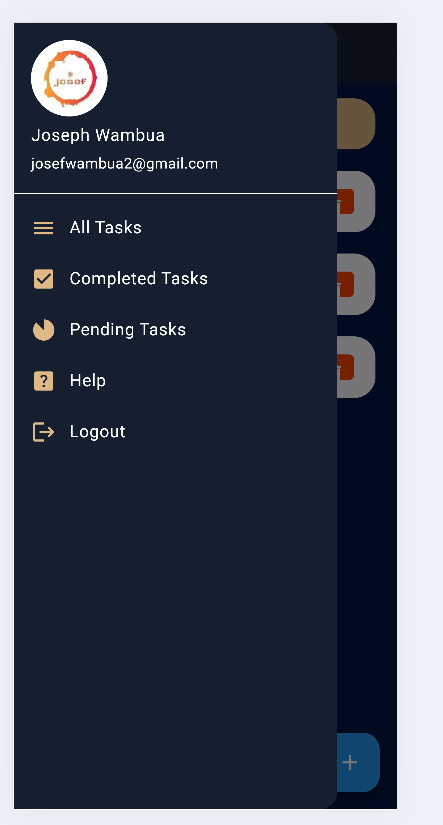 josef
Joseph Wambua
josefwambua2@gmail.com
All Tasks
Completed Tasks
Pending Tasks
Help
Logout